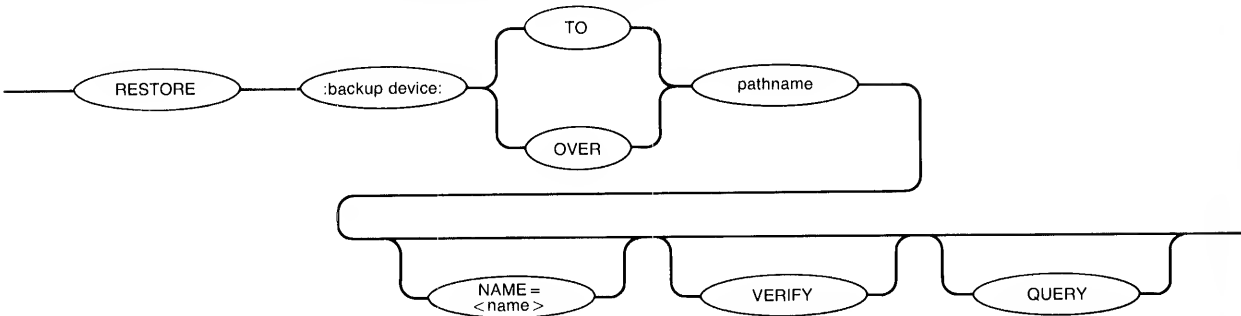 TO
RESTORE
:backup device:
pathname
OVER
NAME =
< name >
VERIFY
QUERY